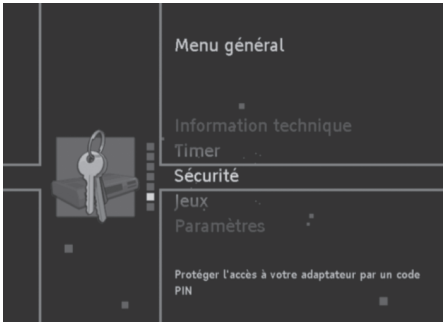 Menu général
Information technique
Timer
Sécurité
Jeux
Paramètres
Protéger l'accès à votre adaptateur par un code
PIN